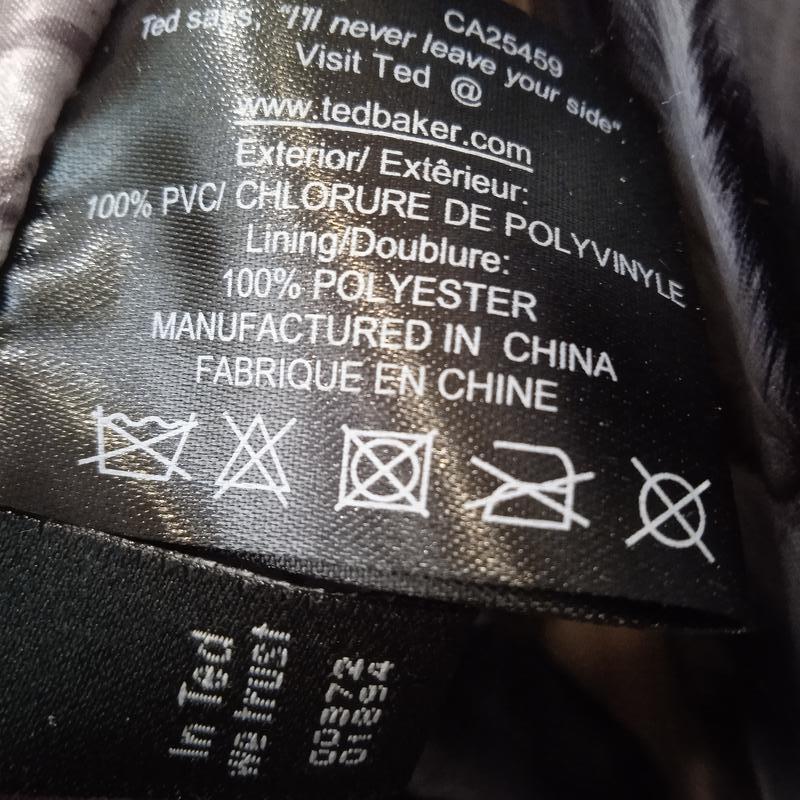 CA25459
Ted says, "I'll never leave your side"
Visit Ted @
www.tedbaker.com
Exterior/ Extêrieur:
100% PVC/ CHLORURE DE POLYVINYLE
Lining/Doublure:
100% POLYESTER
MANUFACTURED IN CHINA
FABRIQUE EN CHINE
In Ted
we trust